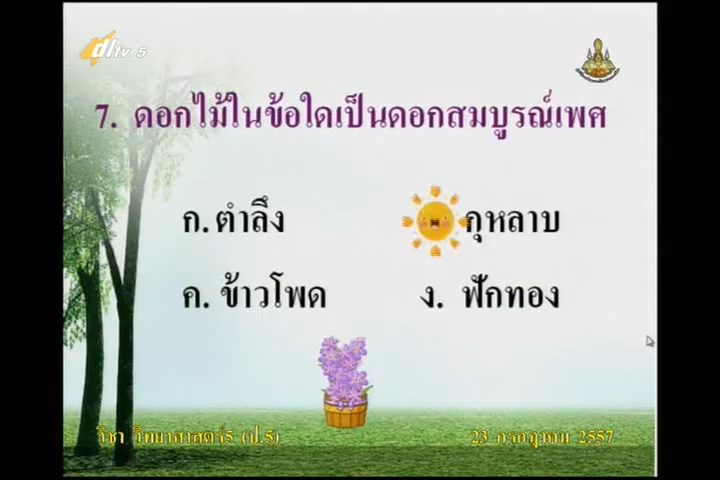 dltv 5
7. ดอกไม้ในข้อใดเป็นดอกสมบูรณ์เพศ
ก. ตำลึง
กุหลาบ
ค. ข้าวโพด
ง. ฟักทอง
วิชา วิทยาศาสตร์5 (ป.5)
23 กรกฎาคม 2557